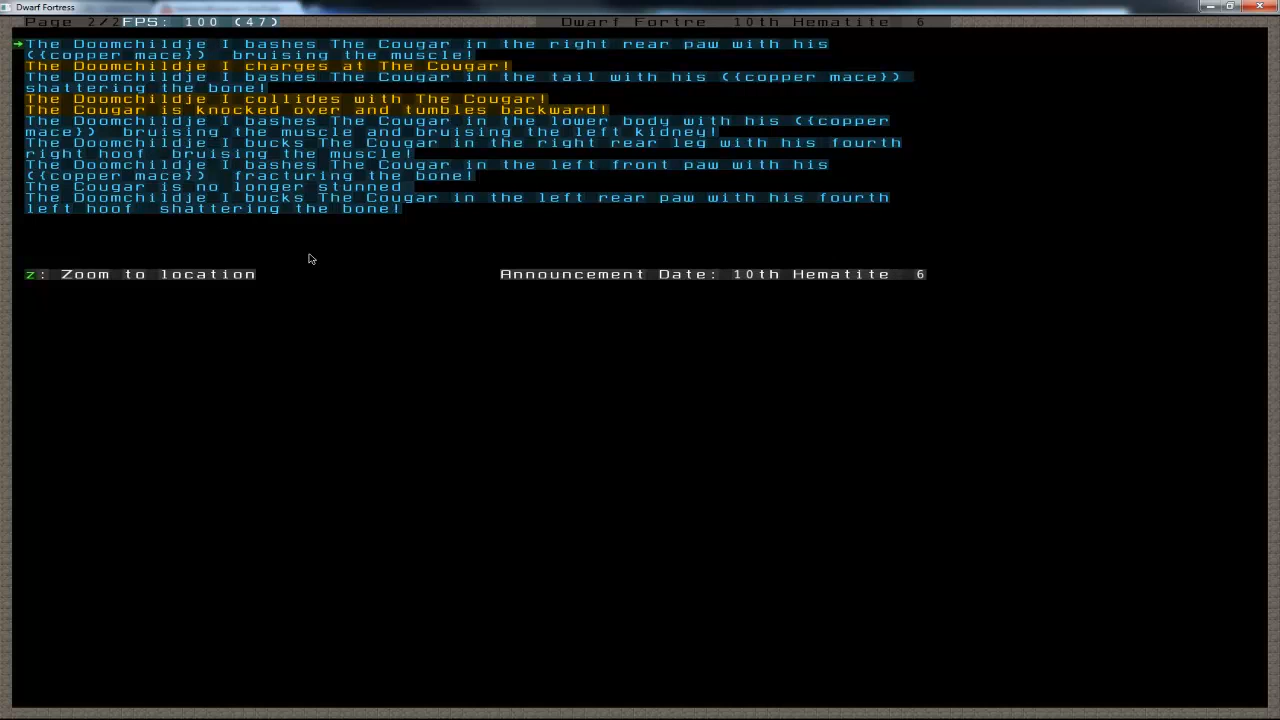 Dwarf Fortress
Page 2/2 FPS: 100 (47) Dwarf Fortre 10th Hematite 6
The Doomchildje I bashes The Cougar in the right rear paw with his
({copper mace}) bruising the muscle!
The Doomchildje I charges at The Cougar!
The Doomchildje I bashes The Cougar in the tail with his ({copper mace})
shattering the bone!
The Doomchildje I collides with The Cougar!
The Cougar is knocked over and tumbles backward!
The Doomchildje I bashes The Cougar in the lower body with his ({copper
mace}) bruising the muscle and bruising the left kidney!
The Doomchildje I bucks The Cougar in the right rear leg with his fourth
right hoof bruising the muscle!
The Doomchildje I bashes The Cougar in the left front paw with his
({copper mace}) fracturing the bone!
The Cougar is no longer stunned
The Doomchildje I bucks The Cougar in the left rear paw with his fourth
left hoof shattering the bone!
z: Zoom to location Announcement Date: 10th Hematite 6